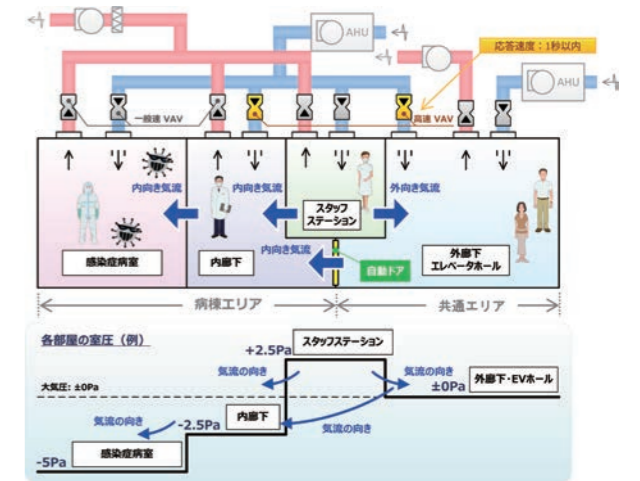 AHU
応答速度：1秒以内
AHU
一般速 VAV
高速 VAV
内向き気流
内向き気流
外向き気流
スタッフ
ステーション
内向き気流
感染症病室
内廊下
自動ドア
外廊下
エレベータホール
病棟エリア
共通エリア
各部屋の室圧（例）
+2.5Pa
スタッフステーション
大気圧: ±0Pa
気流の向き
気流の向き
±0Pa
外廊下・EVホール
気流の向き
-2.5Pa
内廊下
気流の向き
-5Pa
感染症病室